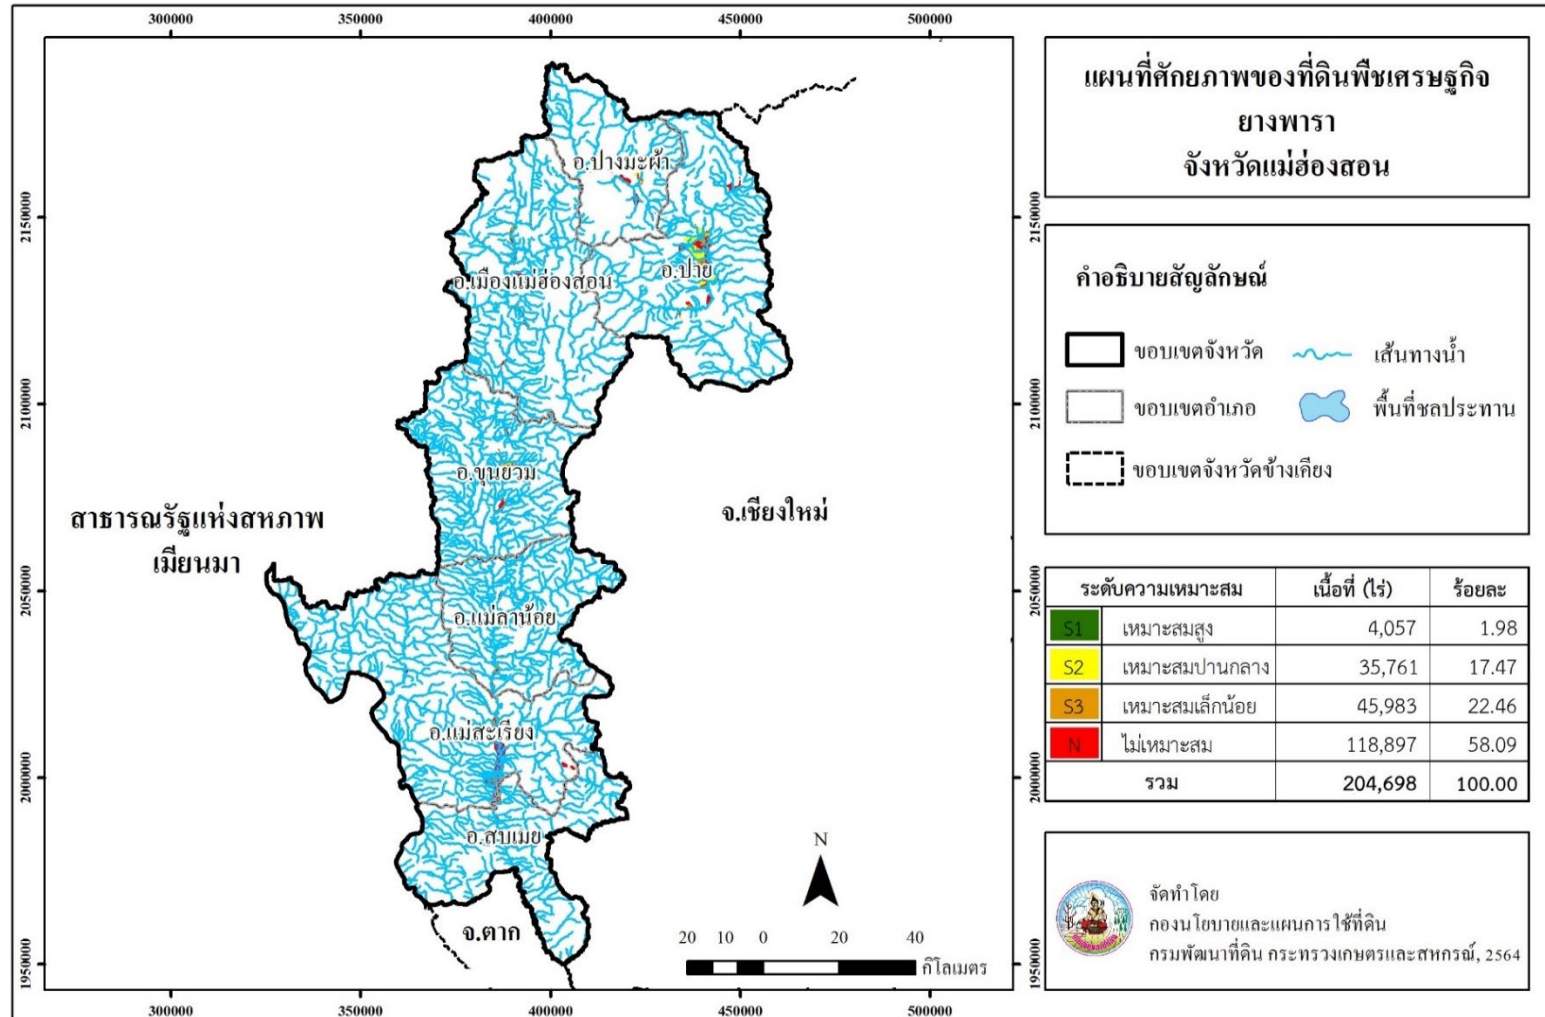 300000 350000 400000 450000 500000
แผนที่ศักยภาพของที่ดินพืชเศรษฐกิจ
ยางพารา
จังหวัดแม่ฮ่องสอน
2150000
2100000
2050000
2000000
1950000
อ.ปางมะผ้า
อ.ปาย
อ.เมืองแม่ฮ่องสอน
อ.ขุนยวม
สาธารณรัฐแห่งสหภาพ
เมียนมา
จ.เชียงใหม่
อ.แม่ลาน้อย
อ.แม่สะเรียง
อ.สบเมย
จ.ตาก
N
20 10 0 20 40
กิโลเมตร
2150000
2100000
2050000
2000000
1950000
300000 350000 400000 450000 500000
คำอธิบายสัญลักษณ์
ขอบเขตจังหวัด เส้นทางน้ำ
ขอบเขตอำเภอ พื้นที่ชลประทาน
ขอบเขตจังหวัดข้างเคียง
ระดับความเหมาะสม เนื้อที่ (ไร่) ร้อยละ
S1 เหมาะสมสูง 4,057 1.98
S2 เหมาะสมปานกลาง 35,761 17.47
S3 เหมาะสมเล็กน้อย 45,983 22.46
N ไม่เหมาะสม 118,897 58.09
รวม 204,698 100.00
จัดทำโดย
กองนโยบายและแผนการใช้ที่ดิน
กรมพัฒนาที่ดิน กระทรวงเกษตรและสหกรณ์, 2564